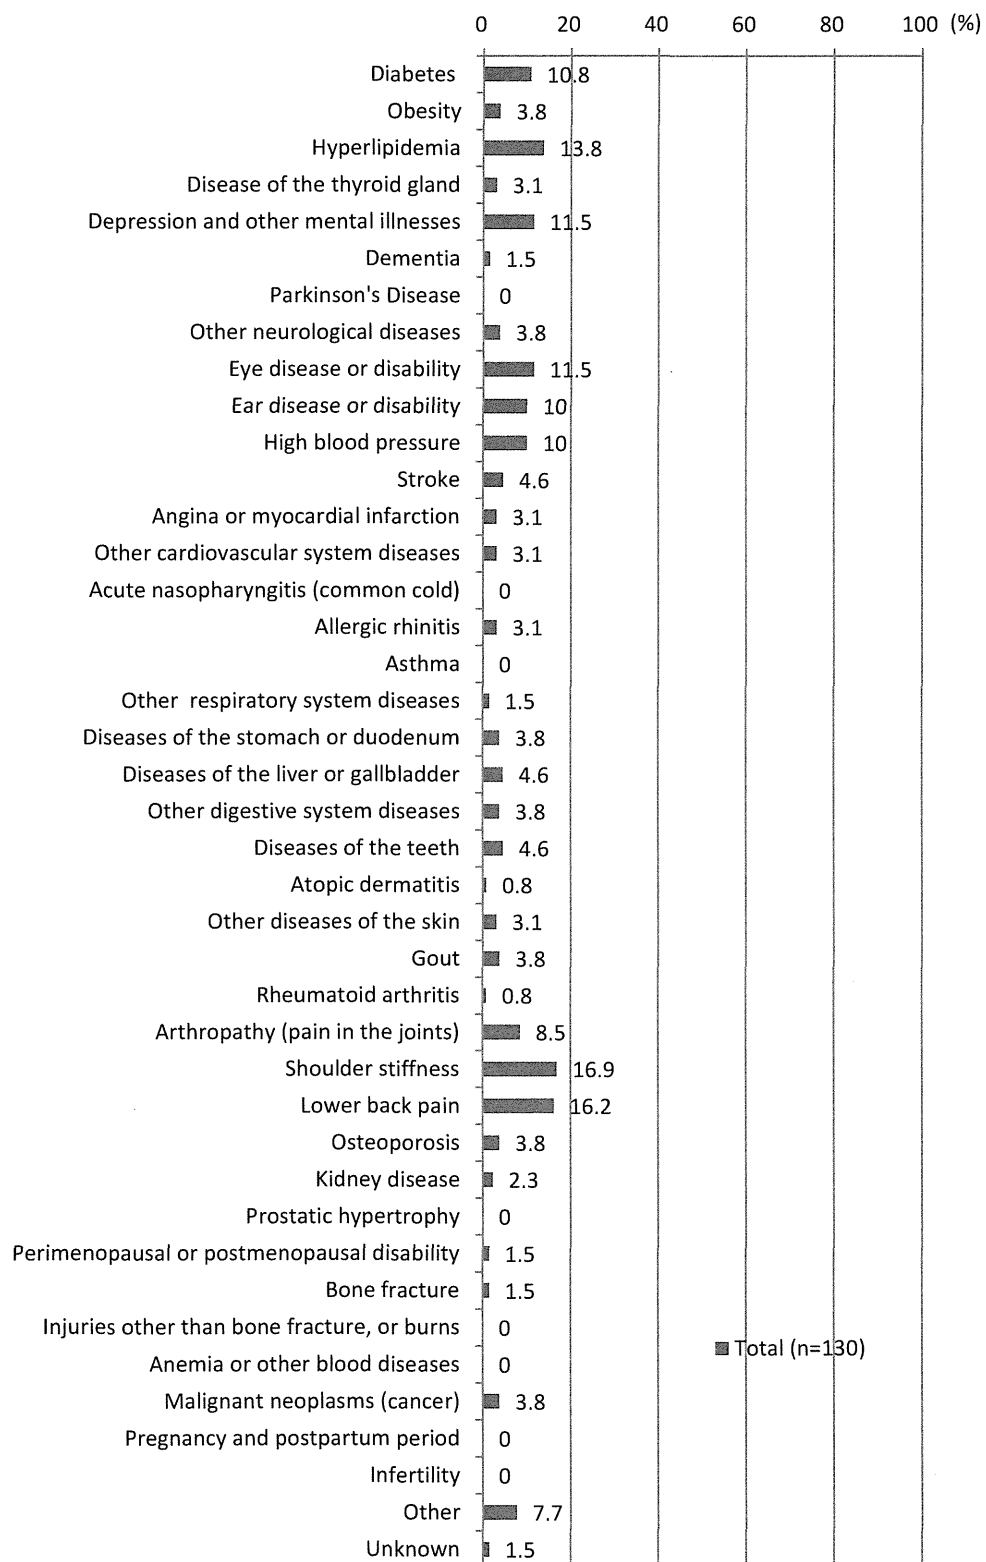 0 20 40 60 80 100 (%)
Diabetes 10.8
Obesity 3.8
Hyperlipidemia 13.8
Disease of the thyroid gland 3.1
Depression and other mental illnesses 11.5
Dementia 1.5
Parkinson's Disease 0
Other neurological diseases 3.8
Eye disease or disability 11.5
Ear disease or disability 10
High blood pressure 10
Stroke 4.6
Angina or myocardial infarction 3.1
Other cardiovascular system diseases 3.1
Acute nasopharyngitis (common cold) 0
Allergic rhinitis 3.1
Asthma 0
Other respiratory system diseases 1.5
Diseases of the stomach or duodenum 3.8
Diseases of the liver or gallbladder 4.6
Other digestive system diseases 3.8
Diseases of the teeth 4.6
Atopic dermatitis 0.8
Other diseases of the skin 3.1
Gout 3.8
Rheumatoid arthritis 0.8
Arthropathy (pain in the joints) 8.5
Shoulder stiffness 16.9
Lower back pain 16.2
Osteoporosis 3.8
Kidney disease 2.3
Prostatic hypertrophy 0
Perimenopausal or postmenopausal disability 1.5
Bone fracture 1.5
Injuries other than bone fracture, or burns 0
Total (n=130)
Anemia or other blood diseases 0
Malignant neoplasms (cancer) 3.8
Pregnancy and postpartum period 0
Infertility 0
Other 7.7
Unknown 1.5